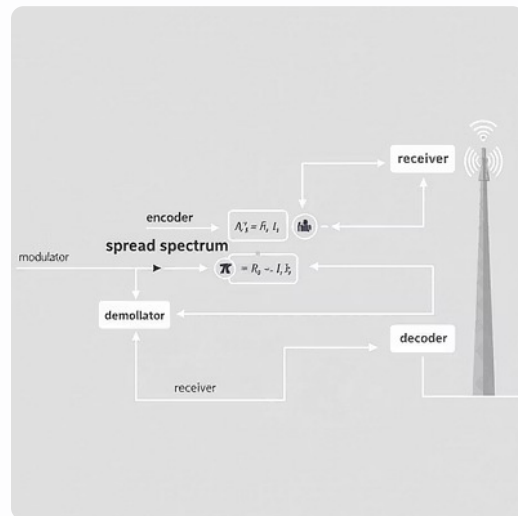 receiver
encoder
spread spectrum
modulator
π
demollator
decoder
receiver